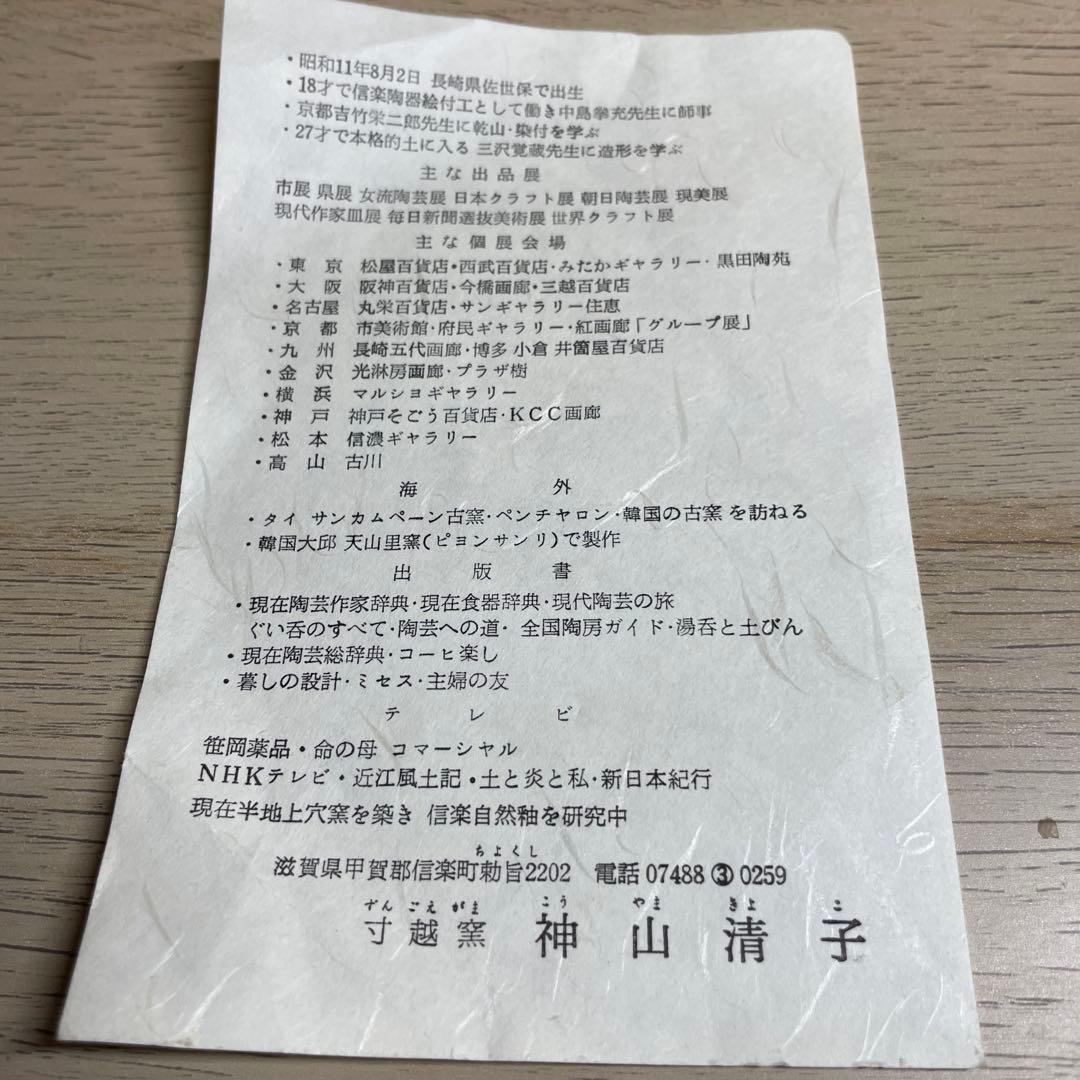 ・昭和11年8月2日 長崎県佐世保で出生
・18才で信楽陶器絵付工として働き中島拳充先生に師事
・京都吉竹栄二郎先生に乾山・染付を学ぶ
・27才で本格的土に入る 三沢覚蔵先生に造形を学ぶ
主な出品展
市展 県展 女流陶芸展 日本クラフト展 朝日陶芸展 現美展
現代作家皿展 毎日新聞選抜美術展 世界クラフト展
主な個展会場
・東京 松屋百貨店・西武百貨店・みたかギャラリー・黒田陶苑
・大阪 阪神百貨店・今橋画廊・三越百貨店
・名古屋 丸栄百貨店・サンギャラリー住恵
・京都 市美術館・府民ギャラリー・紅画廊「グループ展」
・九州 長崎五代画廊・博多 小倉 井筒屋百貨店
・金沢 光淋房画廊・プラザ樹
・横浜 マルシヨギヤラリー
・神戸 神戸そごう百貨店・KCC画廊
・松本 信濃ギャラリー
・高山 古川
海外
・タイ サンカムペーン古窯・ペンチャロン・韓国の古窯 を訪ねる
・韓国大邱 天山里窯(ピヨンサンリ)で製作
出版書
・現在陶芸作家辞典・現在食器辞典・現代陶芸の旅
ぐい呑のすべて・陶芸への道・ 全国陶房ガイド・湯呑と土びん
・現在陶芸総辞典・コーヒ楽し
・暮しの設計・ミセス・主婦の友
テレビ
笹岡薬品・命の母 コマーシャル
NHKテレビ・近江風土記・土と炎と私・新日本紀行
現在半地上穴窯を築き 信楽自然釉を研究中
ちよくし
滋賀県甲賀郡信楽町勅旨2202 電話 07488③0259
ずんごえがま こうやまきよこ
寸越窯 神山清子